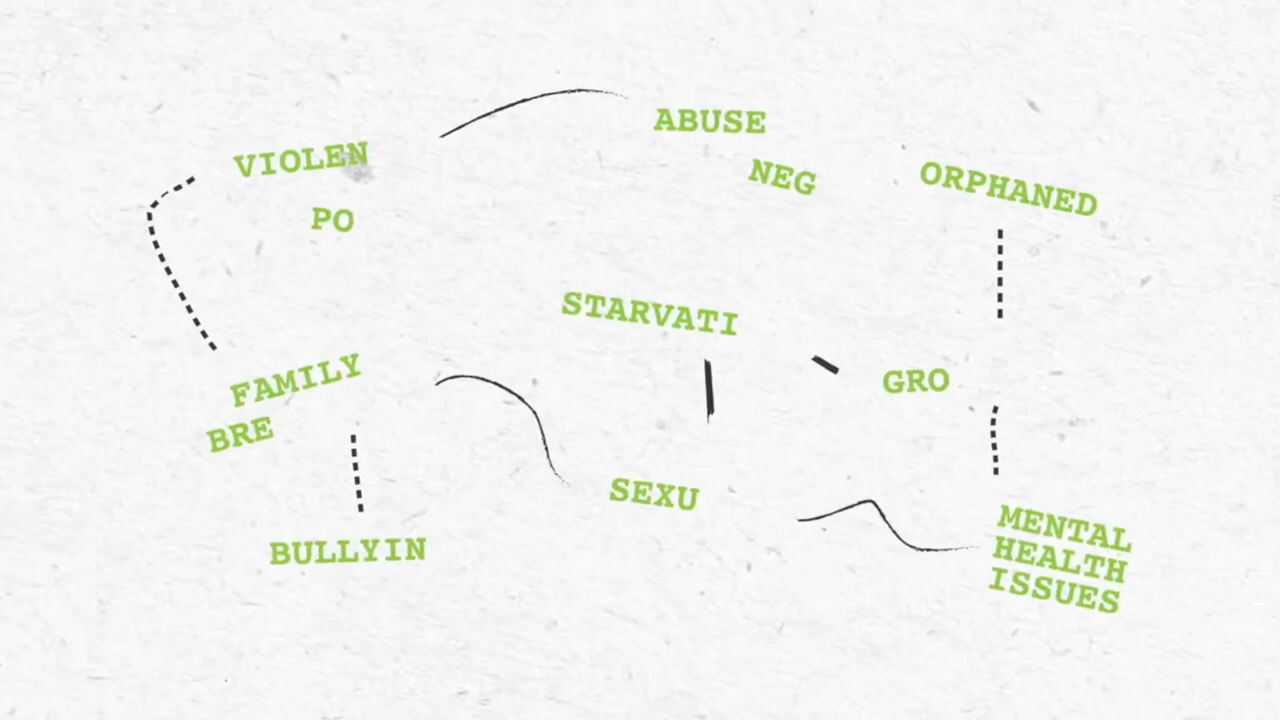 ABUSE
VIOLEN
NEG
ORPHANED
PO
STARVATI
FAMILY
BRE
GRO
SEXU
BULLYIN
MENTAL
HEALTH
ISSUES